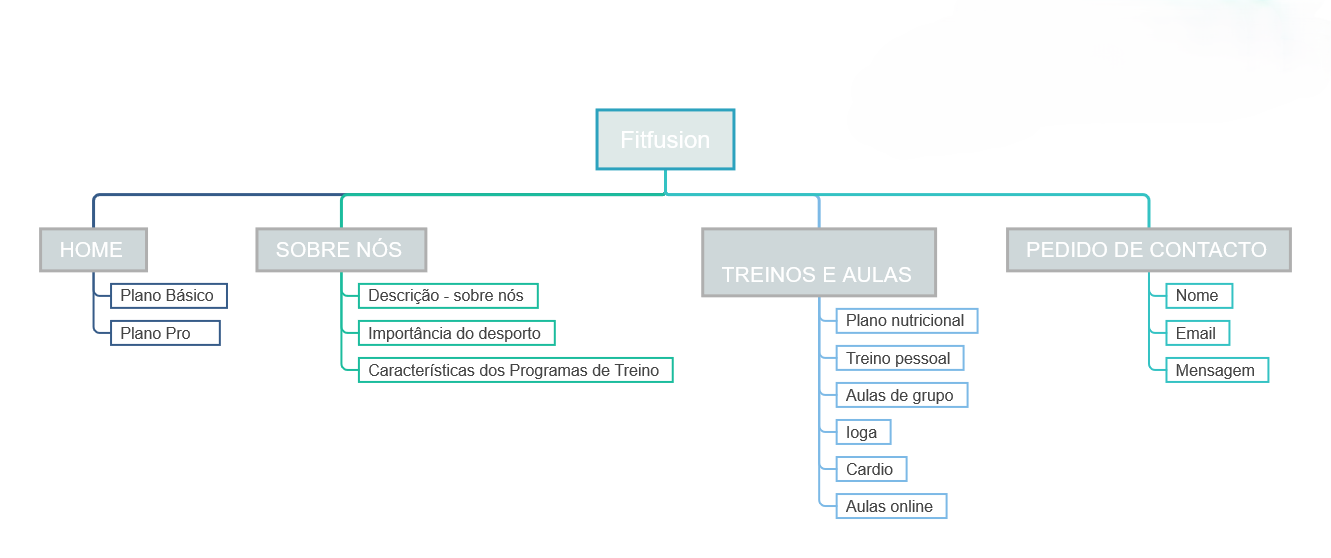 Fitfusion
HOME
Plano Básico
Plano Pro
SOBRE NÓS
Descrição - sobre nós
Importância do desporto
Características dos Programas de Treino
TREINOS E AULAS
Plano nutricional
Treino pessoal
Aulas de grupo
Ioga
Cardio
Aulas online
PEDIDO DE CONTACTO
Nome
Email
Mensagem